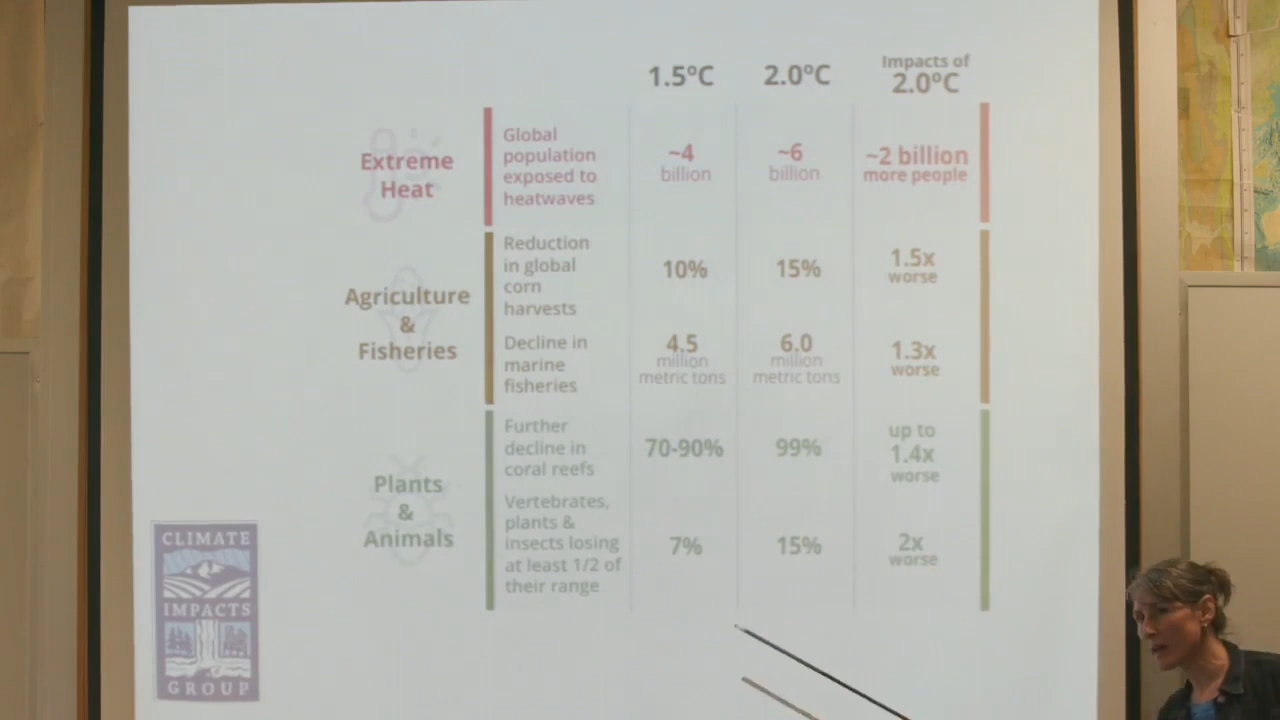 1.5ºC
2.0ºC
Impacts of
2.0ºC
Extreme
Heat
Global
population
exposed to
heatwaves
~4
billion
~6
billion
~2 billion
more people
Agriculture
&
Fisheries
Reduction
in global
corn
harvests
10%
15%
1.5x
worse
Decline in
marine
fisheries
4.5
million
metric tons
6.0
million
metric tons
1.3x
worse
Plants
&
Animals
Further
decline in
coral reefs
70-90%
99%
up to
1.4x
worse
Vertebrates,
plants &
insects losing
at least 1/2 of
their range
7%
15%
2x
worse
CLIMATE
IMPACTS
GROUP